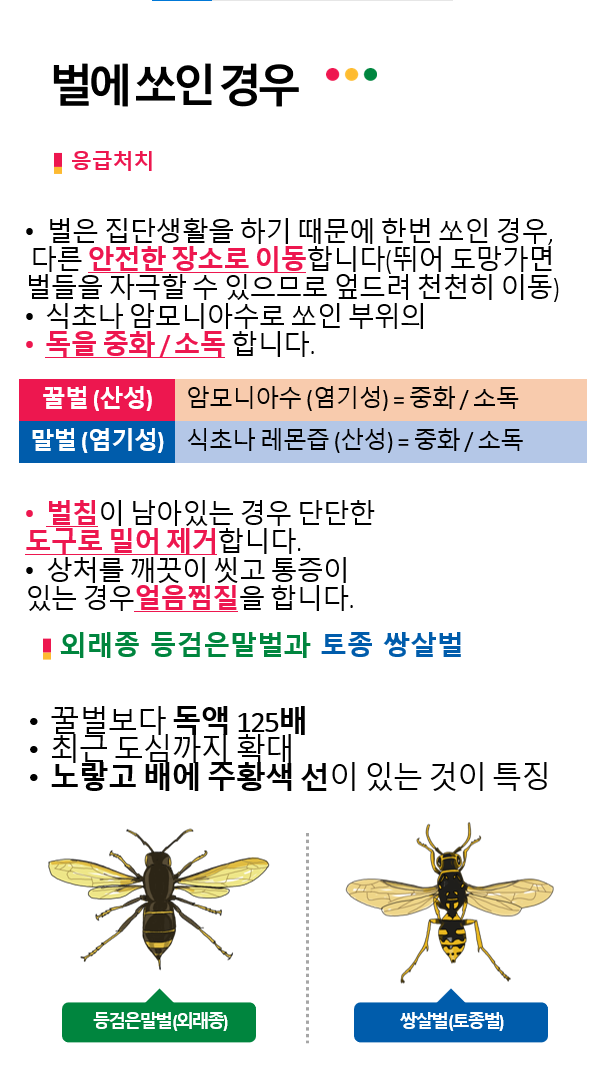 벌에 쏘인 경우
응급처치
• 벌은 집단생활을 하기 때문에 한번 쏘인 경우,
다른 안전한 장소로 이동합니다(뛰어 도망가면
벌들을 자극할 수 있으므로 엎드려 천천히 이동)
• 식초나 암모니아수로 쏘인 부위의
• 독을 중화 / 소독 합니다.
꿀벌 (산성) 암모니아수 (염기성) = 중화 / 소독
말벌 (염기성) 식초나 레몬즙 (산성) = 중화 / 소독
• 벌침이 남아있는 경우 단단한
도구로 밀어 제거합니다.
• 상처를 깨끗이 씻고 통증이
있는 경우얼음찜질을 합니다.
외래종 등검은말벌과 토종 쌍살벌
• 꿀벌보다 독액 125배
• 최근 도심까지 확대
• 노랗고 배에 주황색 선이 있는 것이 특징
등검은말벌(외래종)
쌍살벌(토종벌)